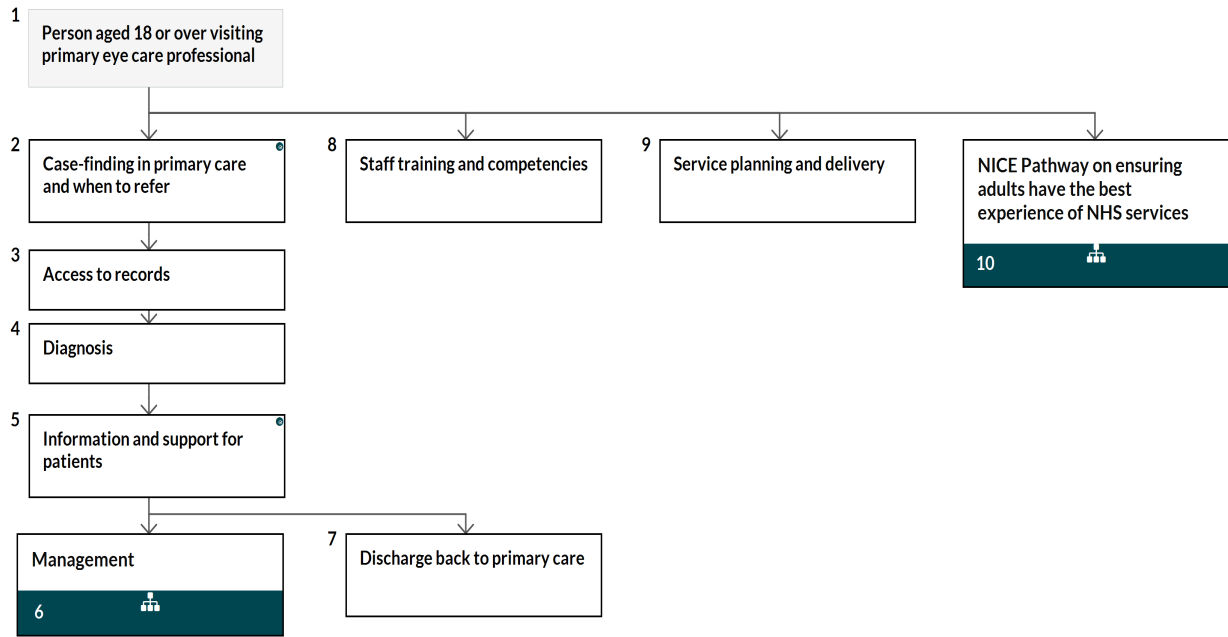 1
Person aged 18 or over visiting
primary eye care professional
2
Case-finding in primary care
and when to refer
8
Staff training and competencies
9
Service planning and delivery
NICE Pathway on ensuring
adults have the best
experience of NHS services
10
3
Access to records
4
Diagnosis
5
Information and support for
patients
Management
6
7
Discharge back to primary care